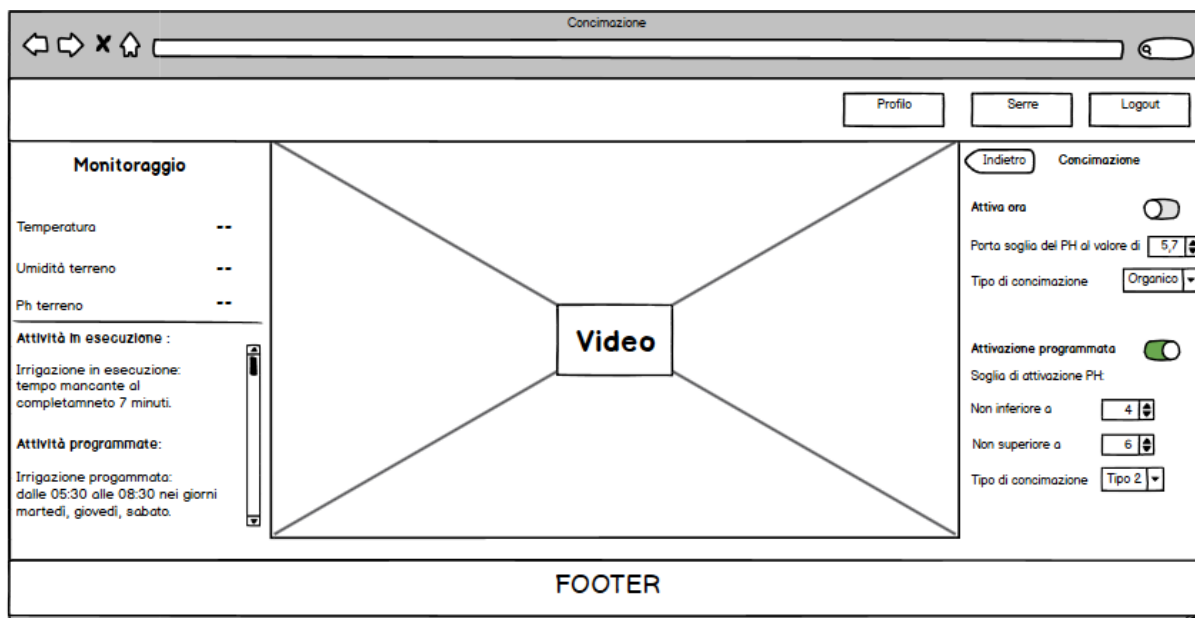 Concimazione
Profilo
Serre
Logout
Monitoraggio
Temperatura --
Umidità terreno --
Ph terreno --
Attività in esecuzione :
Irrigazione in esecuzione:
tempo mancante al
completamneto 7 minuti.
Attività programmate:
Irrigazione progammata:
dalle 05:30 alle 08:30 nei giorni
martedì, giovedì, sabato.
Video
Indietro
Concimazione
Attiva ora
Porta soglia del PH al valore di 5,7
Tipo di concimazione Organico
Attivazione programmata
Soglia di attivazione PH:
Non inferiore a 4
Non superiore a 6
Tipo di concimazione Tipo 2
FOOTER